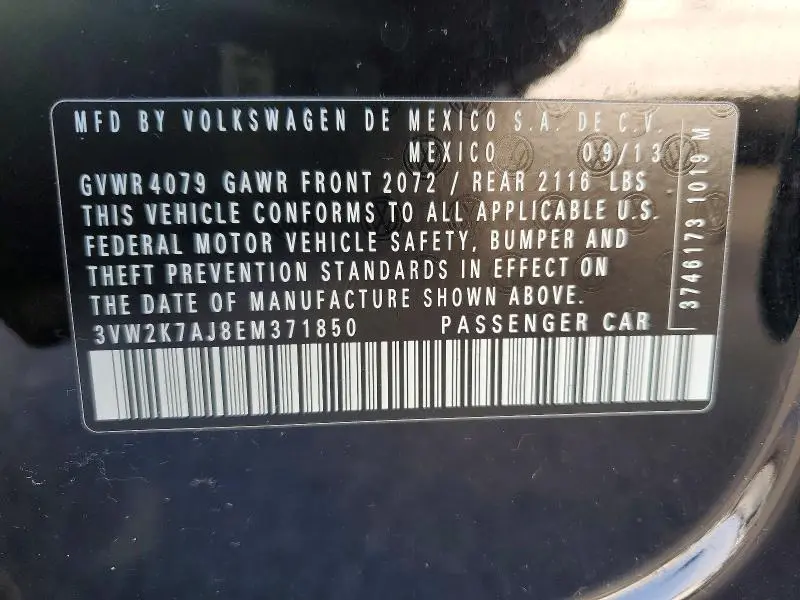 MFD BY VOLKSWAGEN DE MEXICO S.A. DE C.V.
MEXICO 09/13
GVWR 4079 GAWR FRONT 2072 / REAR 2116 LBS
THIS VEHICLE CONFORMS TO ALL APPLICABLE U.S.
FEDERAL MOTOR VEHICLE SAFETY, BUMPER AND
THEFT PREVENTION STANDARDS IN EFFECT ON
THE DATE OF MANUFACTURE SHOWN ABOVE.
3VW2K7AJ8EM371850 PASSENGER CAR
3746173 1019 M